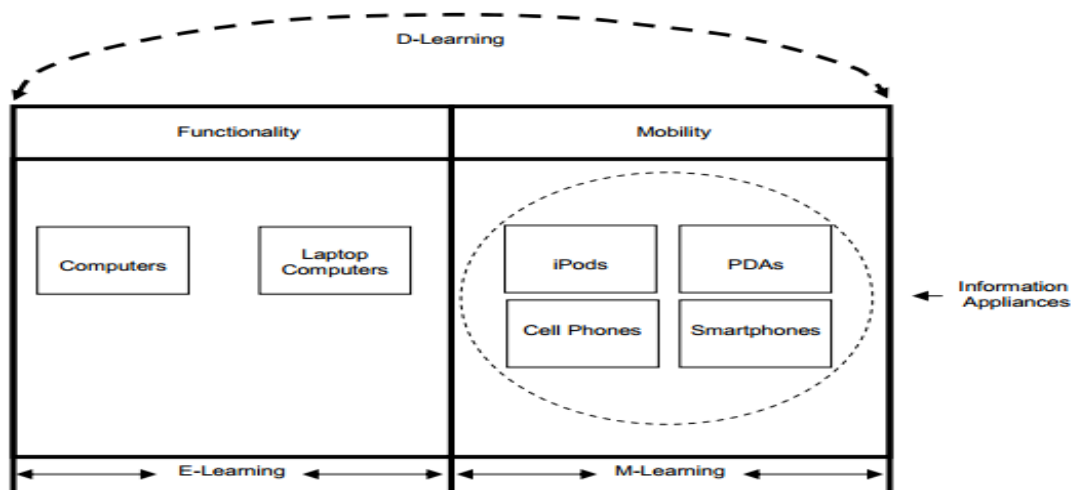 D-Learning
Functionality
Mobility
Computers
Laptop
Computers
iPods
PDAs
Cell Phones
Smartphones
Information
Appliances
E-Learning
M-Learning